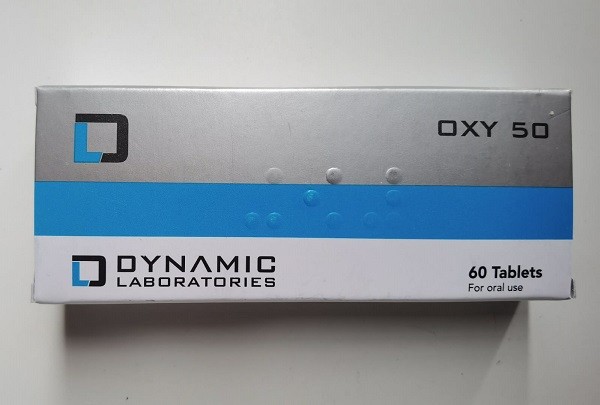 OXY 50
DYNAMIC
LABORATORIES
60 Tablets
For oral use